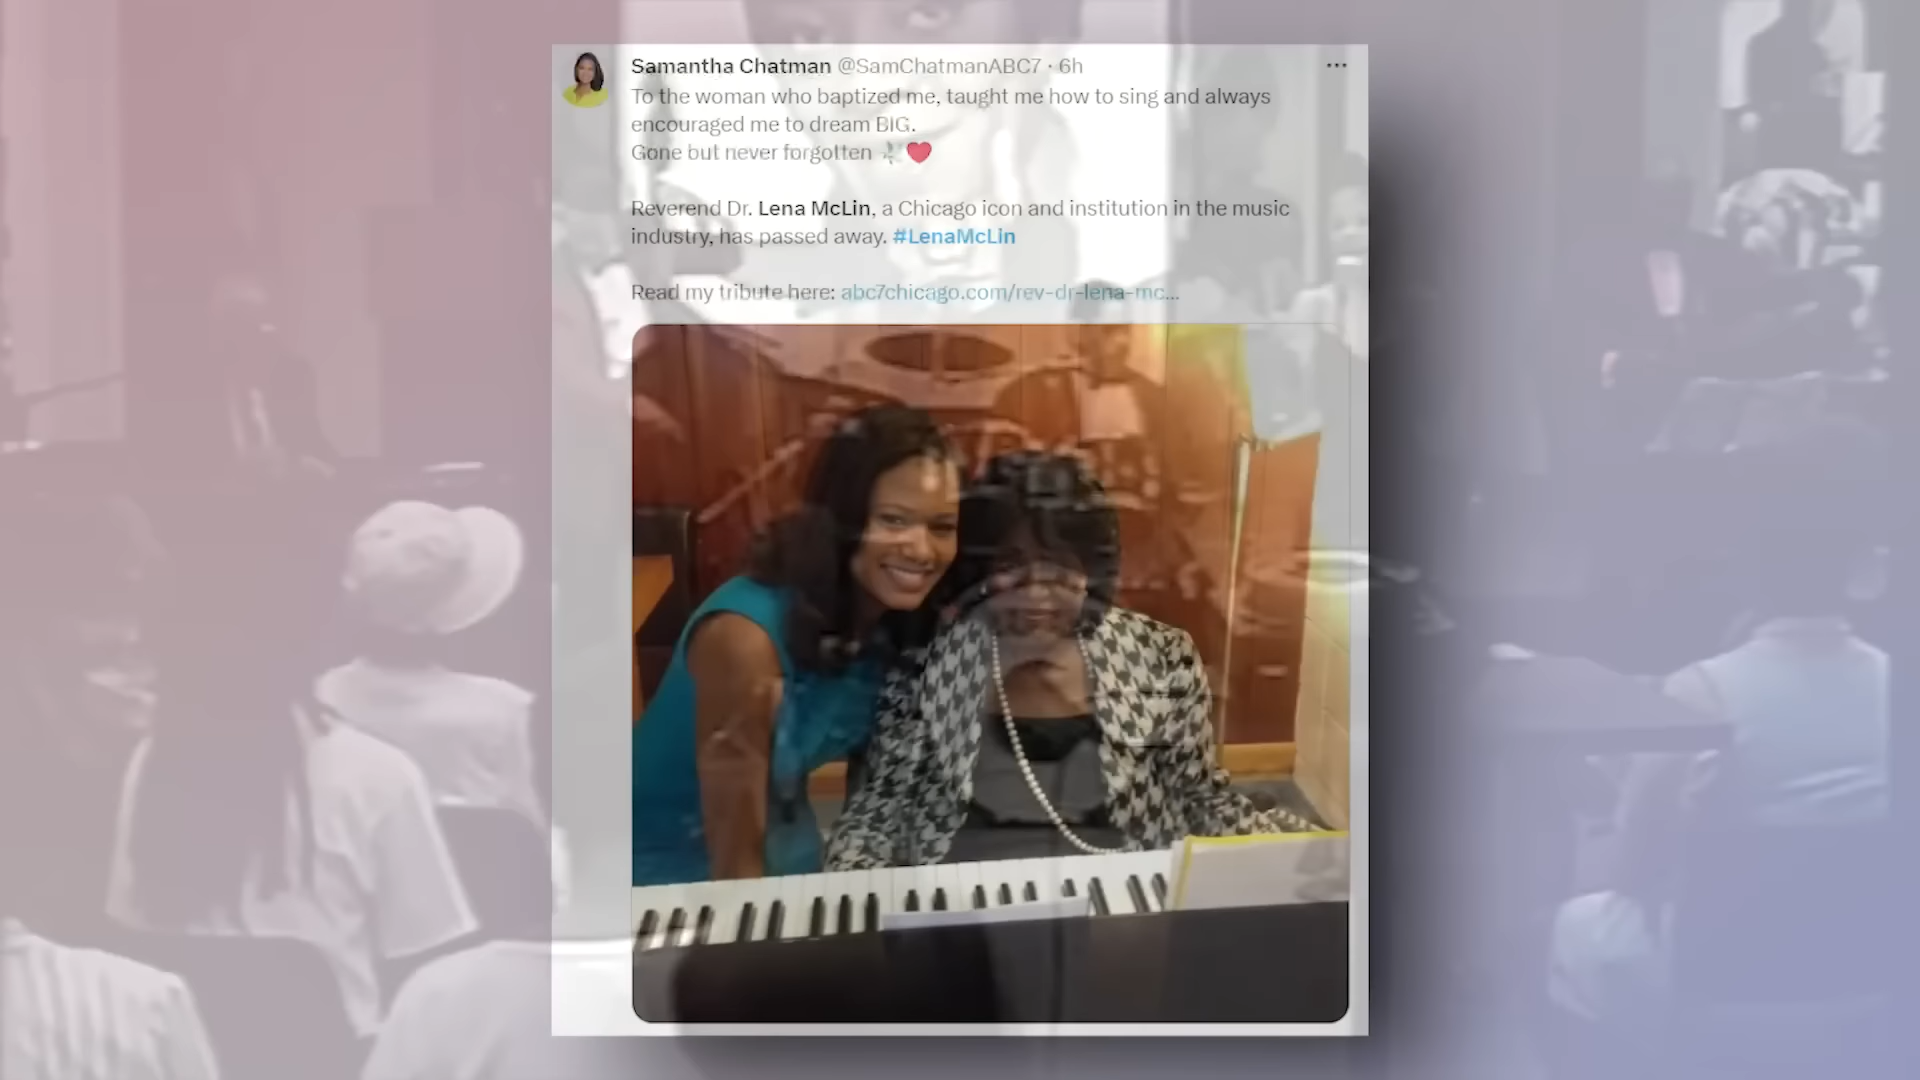 Samantha Chatman @SamChatmanABC7 · 6h
To the woman who baptized me, taught me how to sing and always
encouraged me to dream BIG.
Gone but never forgotten 🕊❤️
Reverend Dr. Lena McLin, a Chicago icon and institution in the music
industry, has passed away. #LenaMcLin
Read my tribute here: abc7chicago.com/rev-dr-lena-mc...